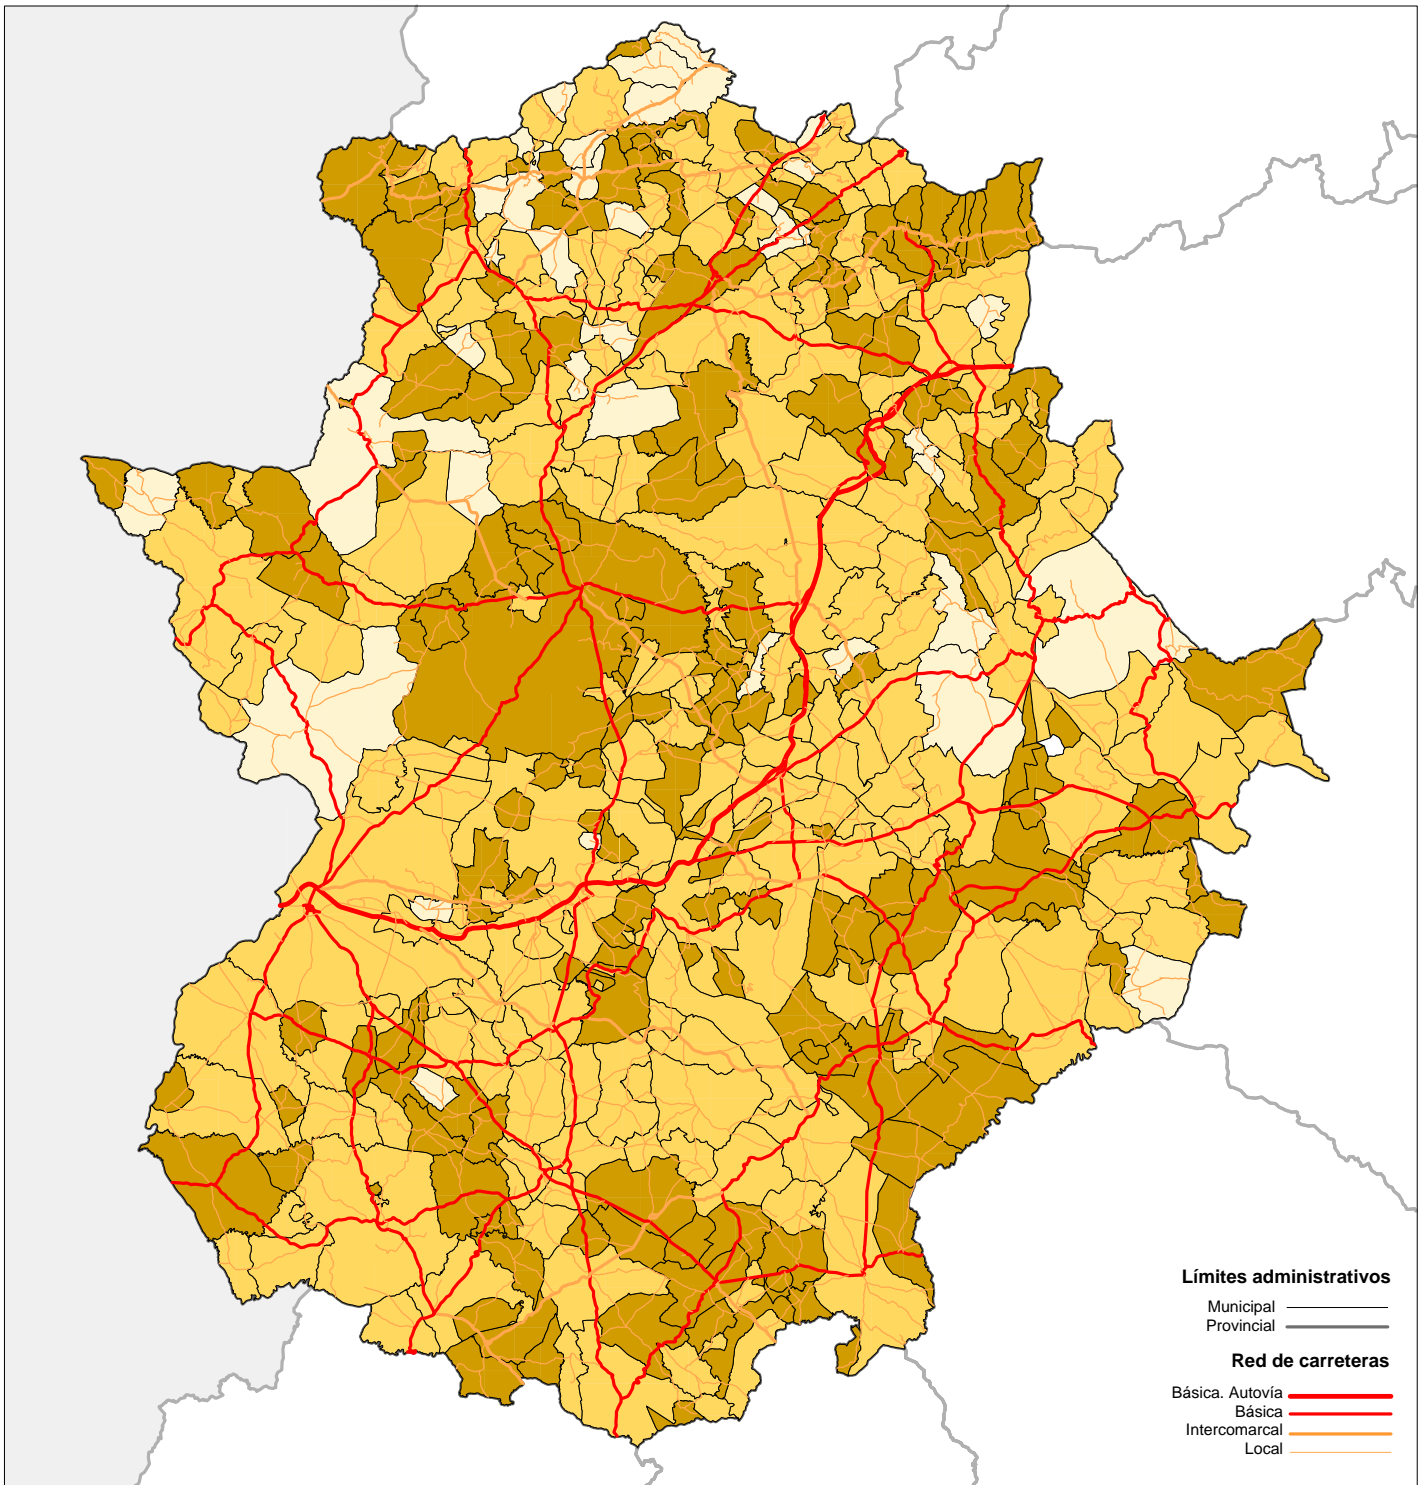 Límites administrativos
Municipal
Provincial
Red de carreteras
Básica. Autovía
Básica
Intercomarcal
Local